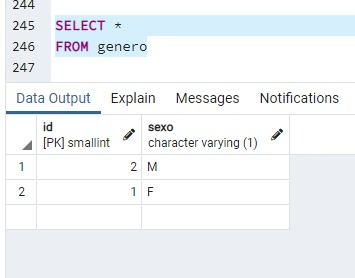 244
245 SELECT *
246 FROM genero
247
Data Output Explain Messages Notifications
id sexo
[PK] smallint character varying (1)
1 2 M
2 1 F